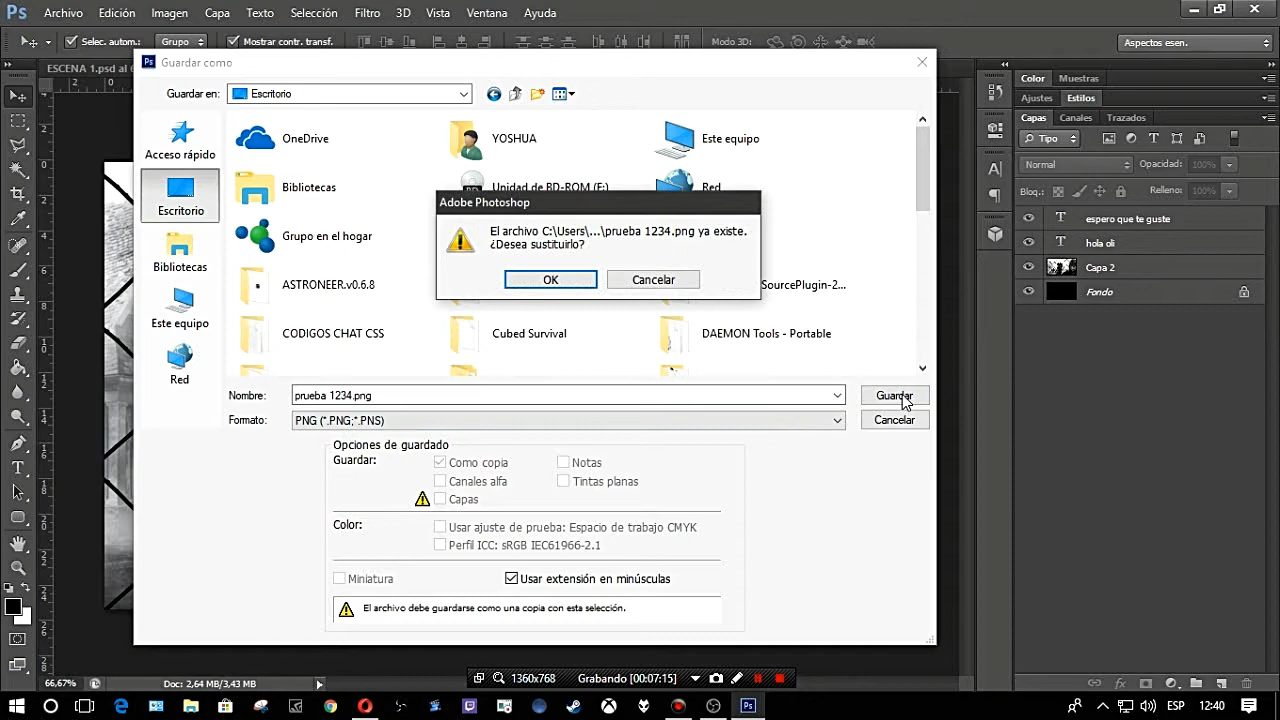 Ps Archivo Edición Imagen Capa Texto Selección Filtro 3D Vista Ventana Ayuda
Selec. autom.: Grupo Mostrar contr. transf. Modo 3D: Aspectos esen.
ESCENA 1.psd al 6
Guardar como
Guardar en: Escritorio
Color Muestras
Ajustes Estilos
Capas Canales Trazados
Tipo
Normal Opacidad: 100%
Bloq.: Relleno: 100%
espero que te guste
hola oli
Capa 2
Fondo
Acceso rápido
Escritorio
Bibliotecas
Este equipo
Red
OneDrive YOSHUA Este equipo
Bibliotecas Unidad de BD-ROM (F:) Red
Grupo en el hogar
ASTRONEER.v0.6.8 SourcePlugin-2...
CODIGOS CHAT CSS Cubed Survival DAEMON Tools - Portable
Adobe Photoshop
El archivo C:\Users\...\prueba 1234.png ya existe.
¿Desea sustituirlo?
OK Cancelar
Nombre: prueba 1234.png Guardar
Formato: PNG (*.PNG;*.PNS) Cancelar
Opciones de guardado
Guardar: Como copia Notas
Canales alfa Tintas planas
Capas
Color: Usar ajuste de prueba: Espacio de trabajo CMYK
Perfil ICC: sRGB IEC61966-2.1
Miniatura Usar extensión en minúsculas
El archivo debe guardarse como una copia con esta selección.
1360x768 Grabando [00:07:15]
66,67% Doc: 2,64 MB/3,43 MB
ESP 12:40